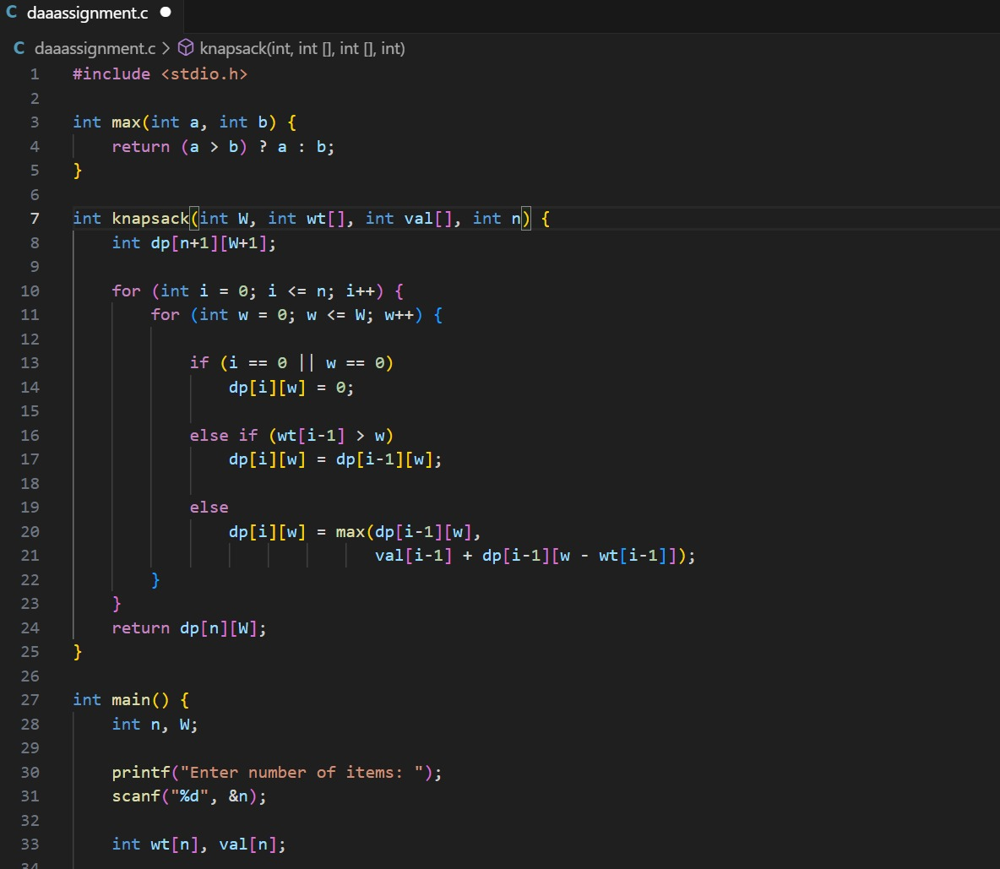 C daaassignment.c
C daaassignment.c > knapsack(int, int [], int [], int)
1 #include <stdio.h>
2
3 int max(int a, int b) {
4     return (a > b) ? a : b;
5 }
6
7 int knapsack(int W, int wt[], int val[], int n) {
8     int dp[n+1][W+1];
9
10     for (int i = 0; i <= n; i++) {
11         for (int w = 0; w <= W; w++) {
12
13             if (i == 0 || w == 0)
14                 dp[i][w] = 0;
15
16             else if (wt[i-1] > w)
17                 dp[i][w] = dp[i-1][w];
18
19             else
20                 dp[i][w] = max(dp[i-1][w],
21                                val[i-1] + dp[i-1][w - wt[i-1]]);
22         }
23     }
24     return dp[n][W];
25 }
26
27 int main() {
28     int n, W;
29
30     printf("Enter number of items: ");
31     scanf("%d", &n);
32
33     int wt[n], val[n];
34